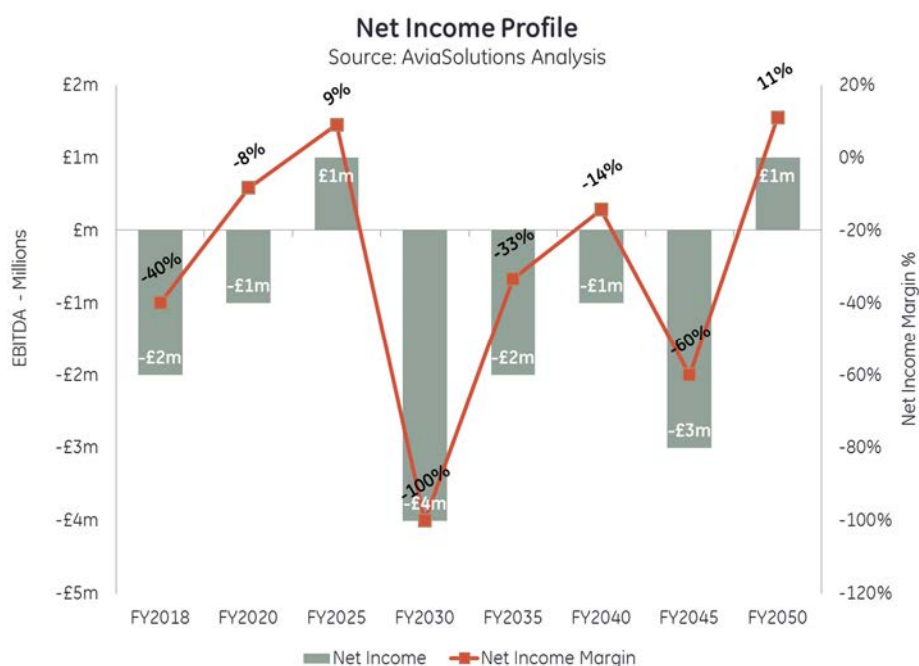 Net Income Profile
Source: AviaSolutions Analysis
£2m
£1m
£m
-£1m
-£2m
-£3m
-£4m
-£5m
EBITDA - Millions
20%
0%
-20%
-40%
-60%
-80%
-100%
-120%
Net Income Margin %
-40%
-8%
9%
-100%
-33%
-14%
-60%
11%
-£2m
-£1m
£1m
-£4m
-£2m
-£1m
-£3m
£1m
FY2018 FY2020 FY2025 FY2030 FY2035 FY2040 FY2045 FY2050
Net Income Net Income Margin